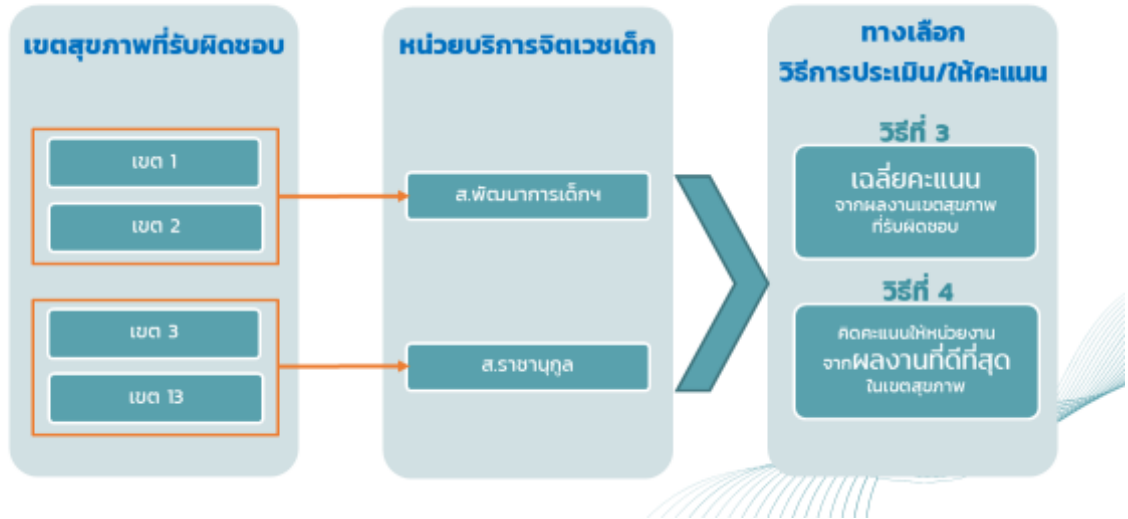 เขตสุขภาพที่รับผิดชอบ
เขต 1
เขต 2
เขต 3
เขต 13
หน่วยบริการจิตเวชเด็ก
ส.พัฒนาการเด็กฯ
ส.ราชานุกูล
ทางเลือก
วิธีการประเมิน/ให้คะแนน
วิธีที่ 3
เฉลี่ยคะแนน
จากผลงานเขตสุขภาพ
ที่รับผิดชอบ
วิธีที่ 4
คิดคะแนนให้หน่วยงาน
จากผลงานที่ดีที่สุด
ในเขตสุขภาพ